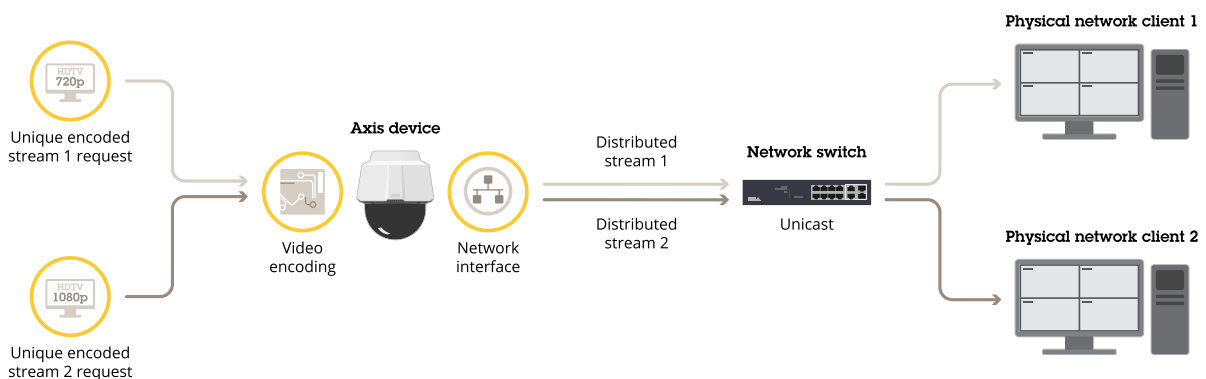 HDTV
720p
Unique encoded
stream 1 request
HDTV
1080p
Unique encoded
stream 2 request
Axis device
Video
encoding
Network
interface
Distributed
stream 1
Distributed
stream 2
Network switch
Unicast
Physical network client 1
Physical network client 2